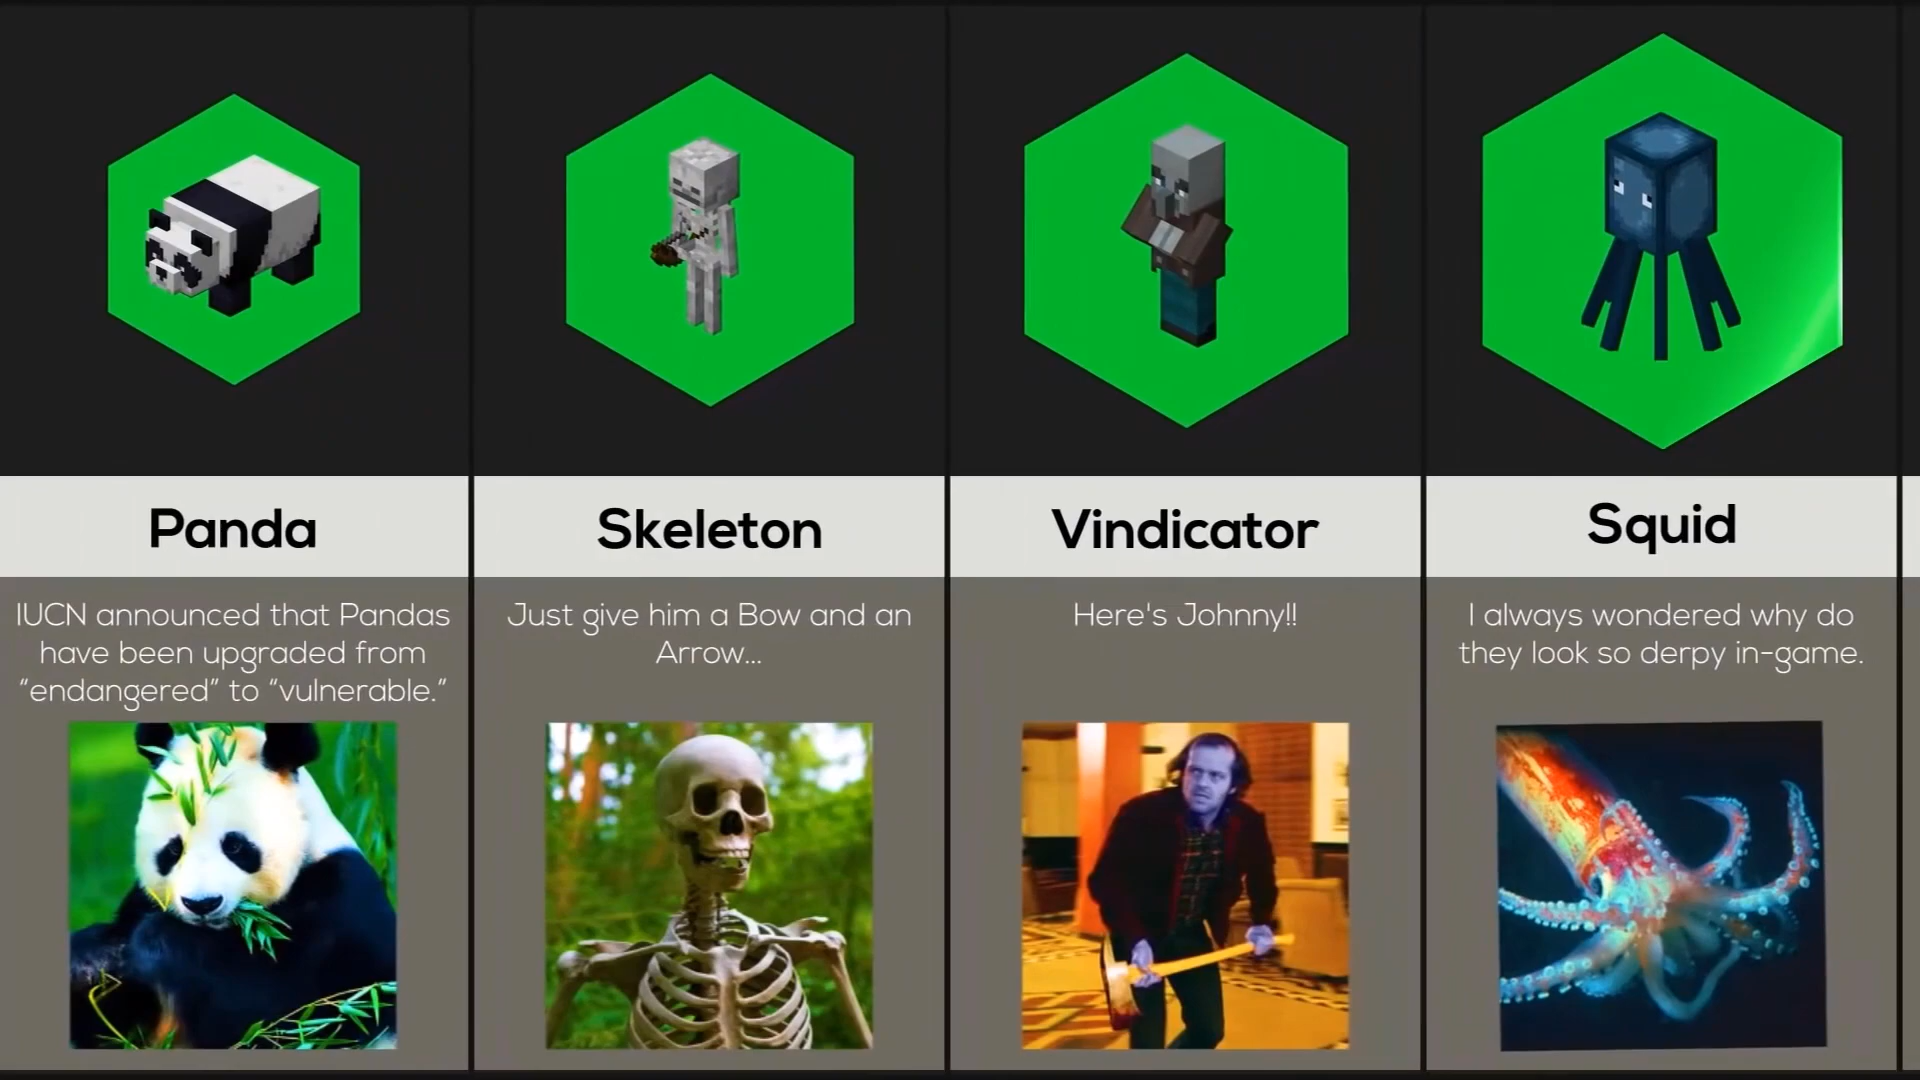 Panda
IUCN announced that Pandas
have been upgraded from
“endangered” to “vulnerable.”
Skeleton
Just give him a Bow and an
Arrow...
Vindicator
Here's Johnny!!
Squid
I always wondered why do
they look so derpy in-game.